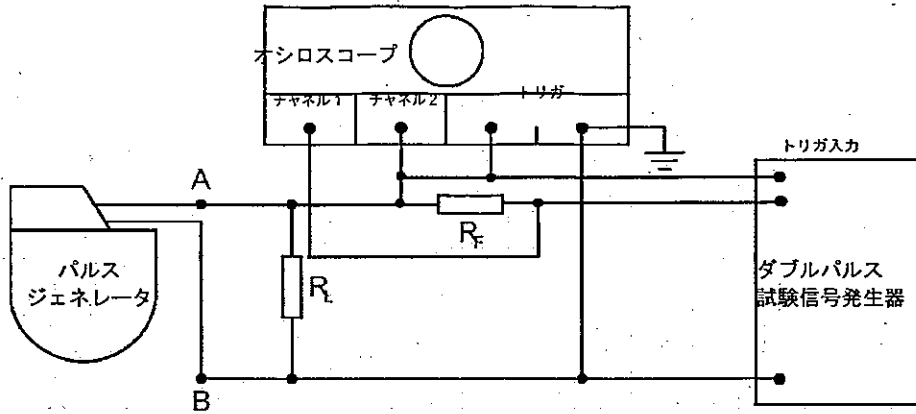 オシロスコープ
チャネル1
チャネル2
トリガ
トリガ入力
A
R_F
パルス
ジェネレータ
R_L
ダブルパルス
試験信号発生器
B